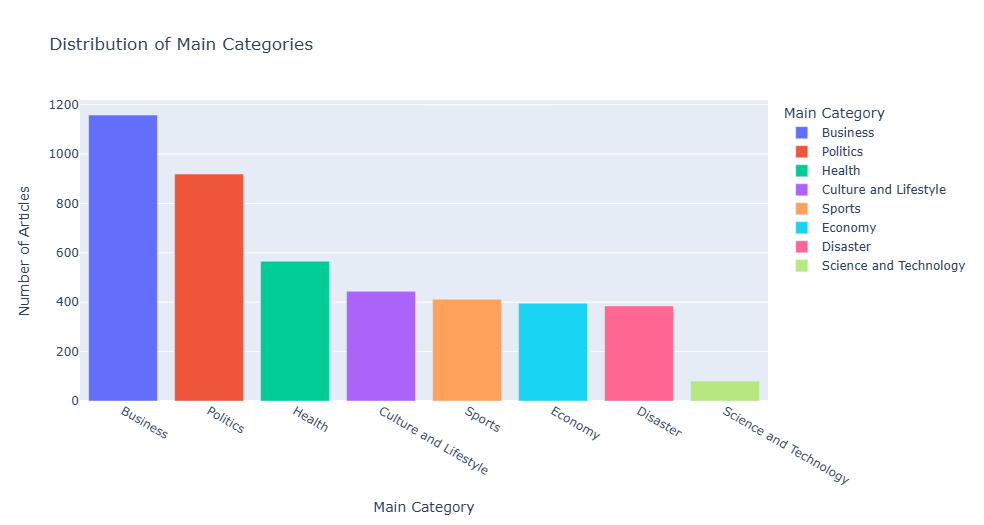 Distribution of Main Categories
Number of Articles
1200
1000
800
600
400
200
0
Business
Politics
Health
Culture and Lifestyle
Sports
Economy
Disaster
Science and Technology
Main Category
Main Category
Business
Politics
Health
Culture and Lifestyle
Sports
Economy
Disaster
Science and Technology